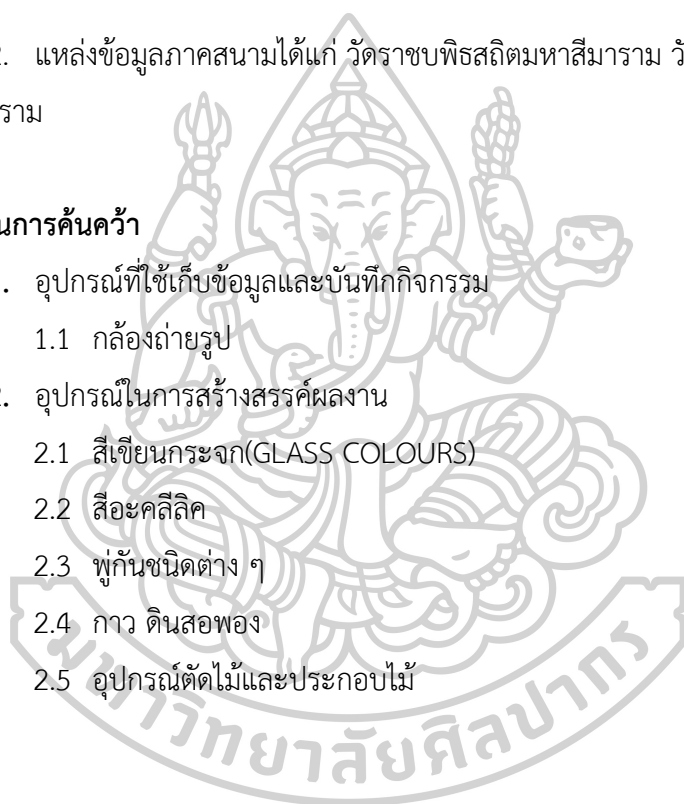 2. แหล่งข้อมูลภาคสนามได้แก่ วัดราชบพิธสถิตมหาสีมาราม
ราม
การค้นคว้า
. อุปกรณ์ที่ใช้เก็บข้อมูลและบันทึกกิจกรรม
1.1 กล้องถ่ายรูป
2. อุปกรณ์ในการสร้างสรรค์ผลงาน
2.1 สีเขียนกระจก(GLASS COLOURS)
2.2 สีอะคลีลิค
2.3 พู่กันชนิดต่าง ๆ
2.4 กาว ดินสอพอง
2.5 อุปกรณ์ตัดไม้และประกอบไม้
มหาวิทยาลัยศิลปากร